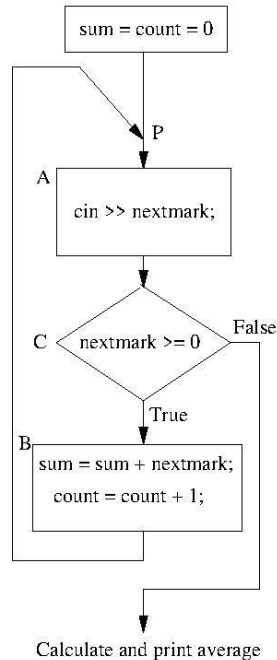 sum = count = 0
P
A
cin >> nextmark;
C
nextmark >= 0
False
True
B
sum = sum + nextmark;
count = count + 1;
Calculate and print average